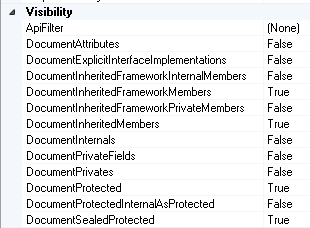 Visibility
ApiFilter (None)
DocumentAttributes False
DocumentExplicitInterfaceImplementations False
DocumentInheritedFrameworkInternalMembers False
DocumentInheritedFrameworkMembers True
DocumentInheritedFrameworkPrivateMembers False
DocumentInheritedMembers True
DocumentInternals False
DocumentPrivateFields False
DocumentPrivates False
DocumentProtected True
DocumentProtectedInternalAsProtected False
DocumentSealedProtected True